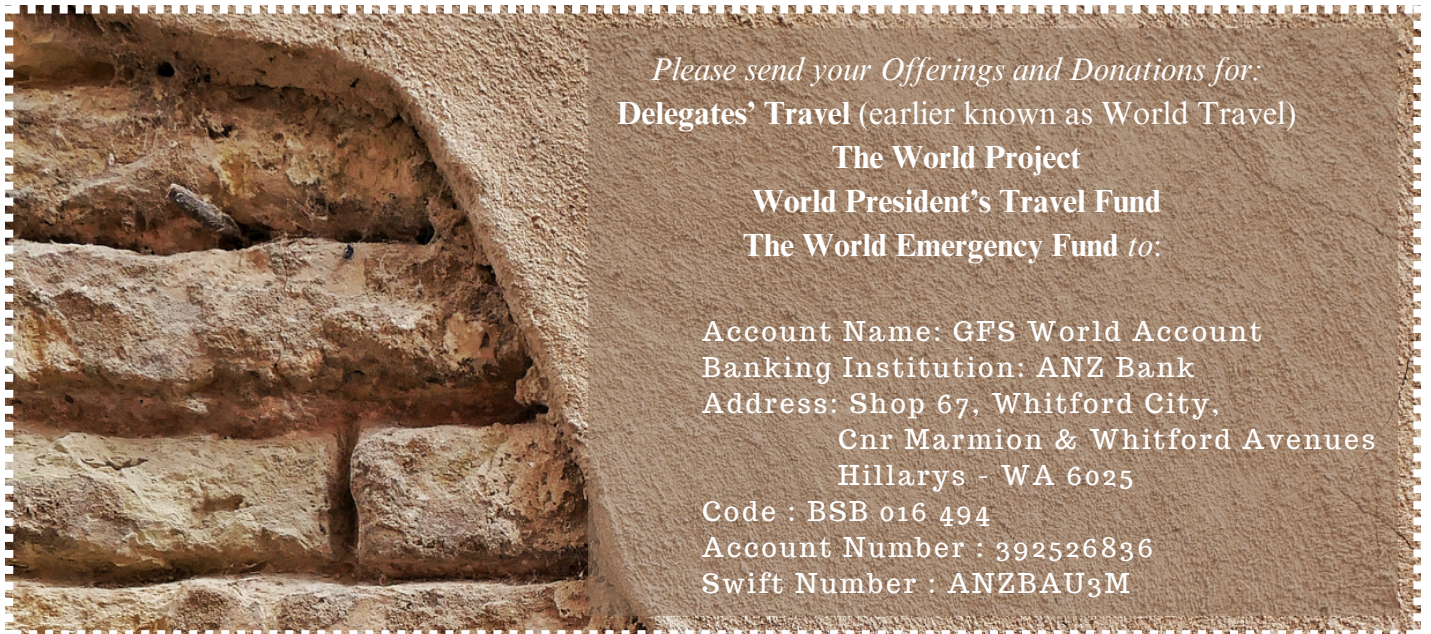 Please send your Offerings and Donations for:
Delegates’ Travel (earlier known as World Travel)
The World Project
World President’s Travel Fund
The World Emergency Fund to:
Account Name: GFS World Account
Banking Institution: ANZ Bank
Address: Shop 67, Whitford City,
Cnr Marmion & Whitford Avenues
Hillarys - WA 6025
Code : BSB 016 494
Account Number : 392526836
Swift Number : ANZBAU3M